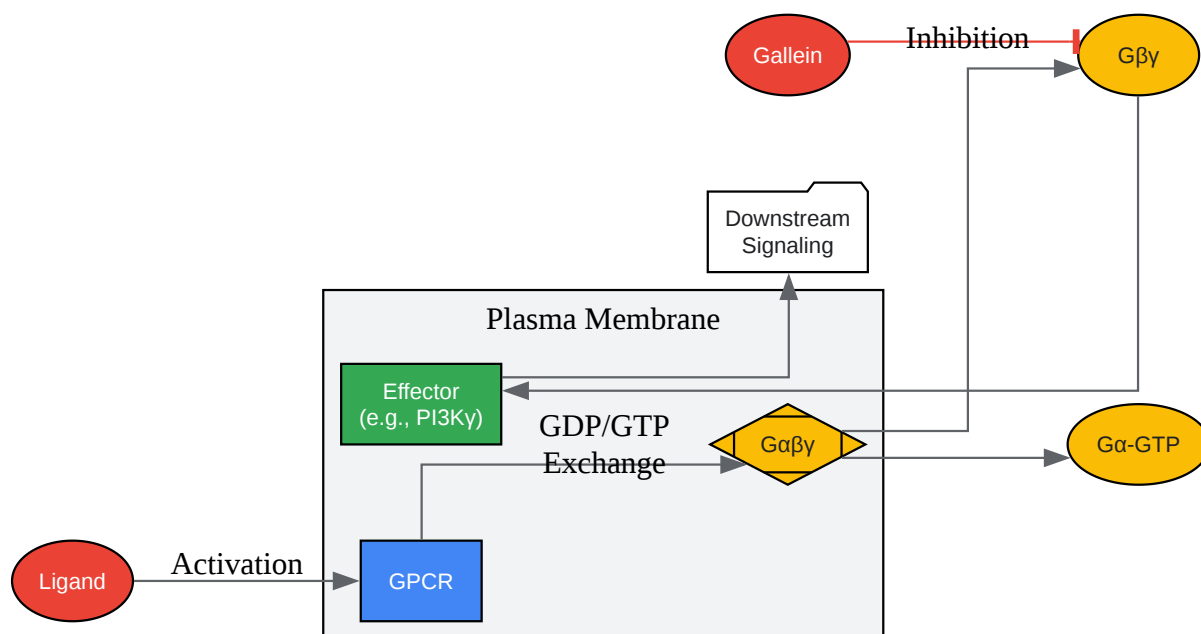 Gallein
Inhibition
Gβγ
Downstream
Signaling
Plasma Membrane
Effector
(e.g., PI3Kγ)
GDP/GTP
Exchange
Gαβγ
Gα-GTP
Ligand
Activation
GPCR